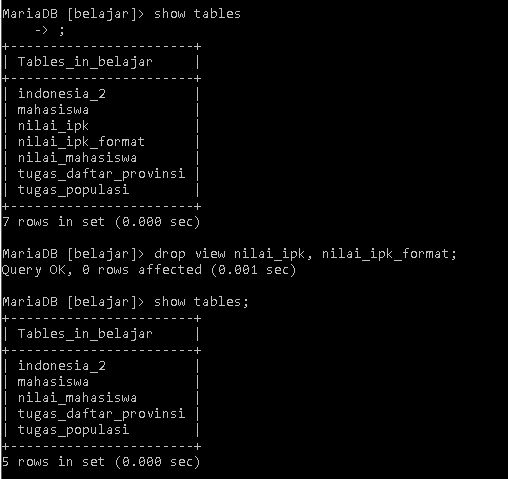 MariaDB [belajar]> show tables
    -> ;
+-----------------------+
| Tables_in_belajar     |
+-----------------------+
| indonesia_2           |
| mahasiswa             |
| nilai_ipk             |
| nilai_ipk_format      |
| nilai_mahasiswa       |
| tugas_daftar_provinsi |
| tugas_populasi        |
+-----------------------+
7 rows in set (0.000 sec)

MariaDB [belajar]> drop view nilai_ipk, nilai_ipk_format;
Query OK, 0 rows affected (0.001 sec)

MariaDB [belajar]> show tables;
+-----------------------+
| Tables_in_belajar     |
+-----------------------+
| indonesia_2           |
| mahasiswa             |
| nilai_mahasiswa       |
| tugas_daftar_provinsi |
| tugas_populasi        |
+-----------------------+
5 rows in set (0.000 sec)